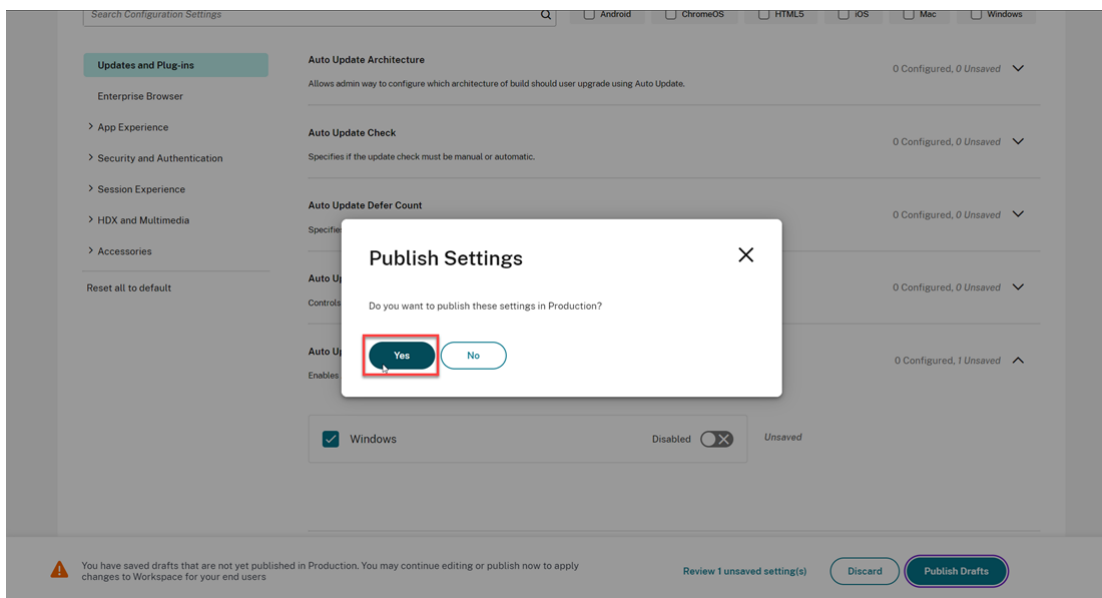 Search Configuration Settings
Android
ChromeOS
HTML5
iOS
Mac
Windows
Updates and Plug-ins
Enterprise Browser
App Experience
Security and Authentication
Session Experience
HDX and Multimedia
Accessories
Reset all to default
Auto Update Architecture
0 Configured, 0 Unsaved
Allows admin way to configure which architecture of build should user upgrade using Auto Update.
Auto Update Check
0 Configured, 0 Unsaved
Specifies if the update check must be manual or automatic.
Auto Update Defer Count
0 Configured, 0 Unsaved
Auto
0 Configured, 0 Unsaved
Controls
Auto
0 Configured, 1 Unsaved
Enables
Publish Settings
Do you want to publish these settings in Production?
Yes
No
Windows
Disabled
Unsaved
You have saved drafts that are not yet published in Production. You may continue editing or publish now to apply
changes to Workspace for your end users
Review 1 unsaved setting(s)
Discard
Publish Drafts